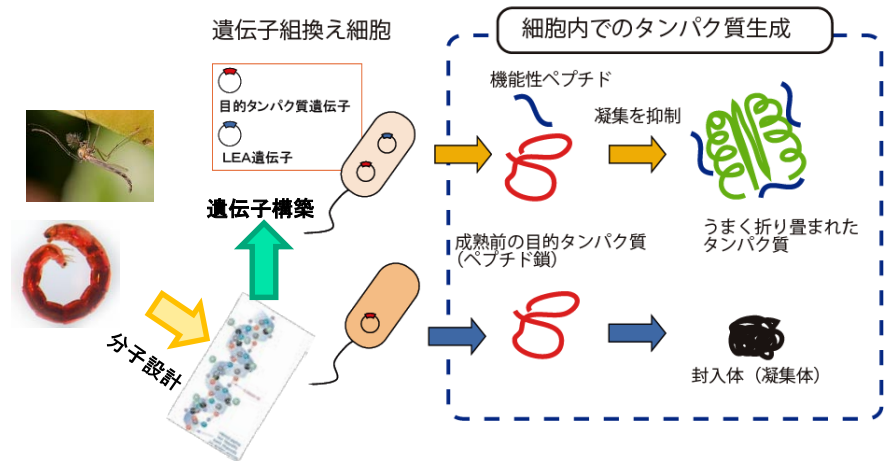 遺伝子組換え細胞
細胞内でのタンパク質生成
目的タンパク質遺伝子
LEA遺伝子
機能性ペプチド
凝集を抑制
遺伝子構築
うまく折り畳まれた
タンパク質
成熟前の目的タンパク質
(ペプチド鎖)
分子設計
封入体(凝集体)